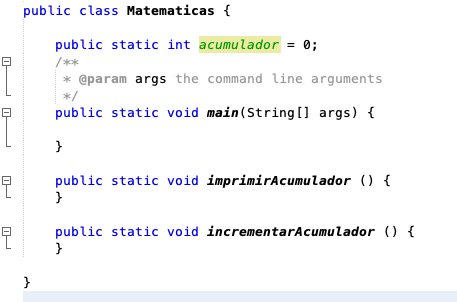 public class Matematicas {
public static int acumulador = 0;
/**
* @param args the command line arguments
*/
public static void main(String[] args) {
}
public static void imprimirAcumulador () {
}
public static void incrementarAcumulador () {
}
}